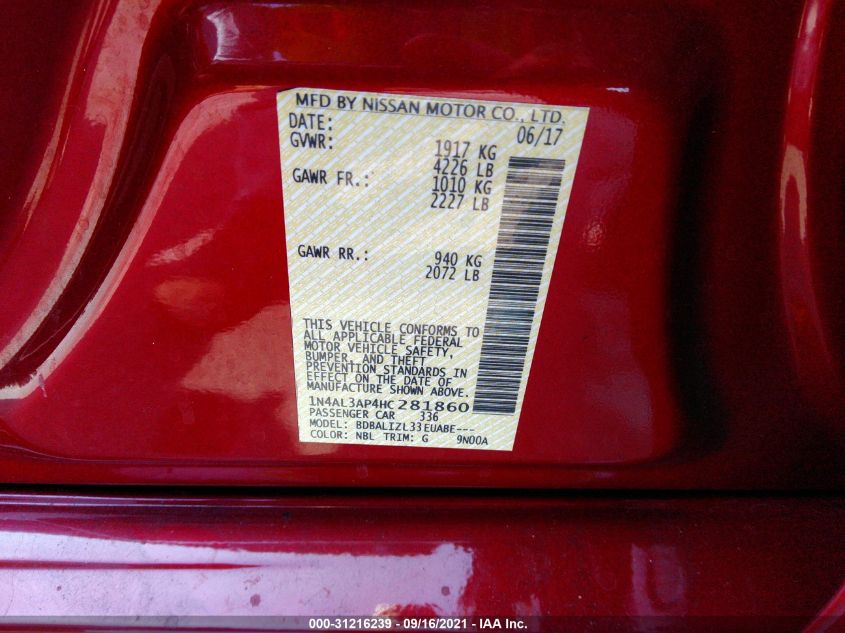 MFD BY NISSAN MOTOR CO., LTD.
DATE: 06/17
GVWR: 1917 KG
4226 LB
GAWR FR.: 1010 KG
2227 LB
GAWR RR.: 940 KG
2072 LB
THIS VEHICLE CONFORMS TO
ALL APPLICABLE FEDERAL
MOTOR VEHICLE SAFETY,
BUMPER, AND THEFT
PREVENTION STANDARDS IN
EFFECT ON THE DATE OF
MANUFACTURE SHOWN ABOVE.
1N4AL3AP4HC281860
PASSENGER CAR 336
MODEL: BDBALIZL33EUABE---
COLOR: NBL TRIM: G 9N00A
000-31216239 - 09/16/2021 - IAA Inc.